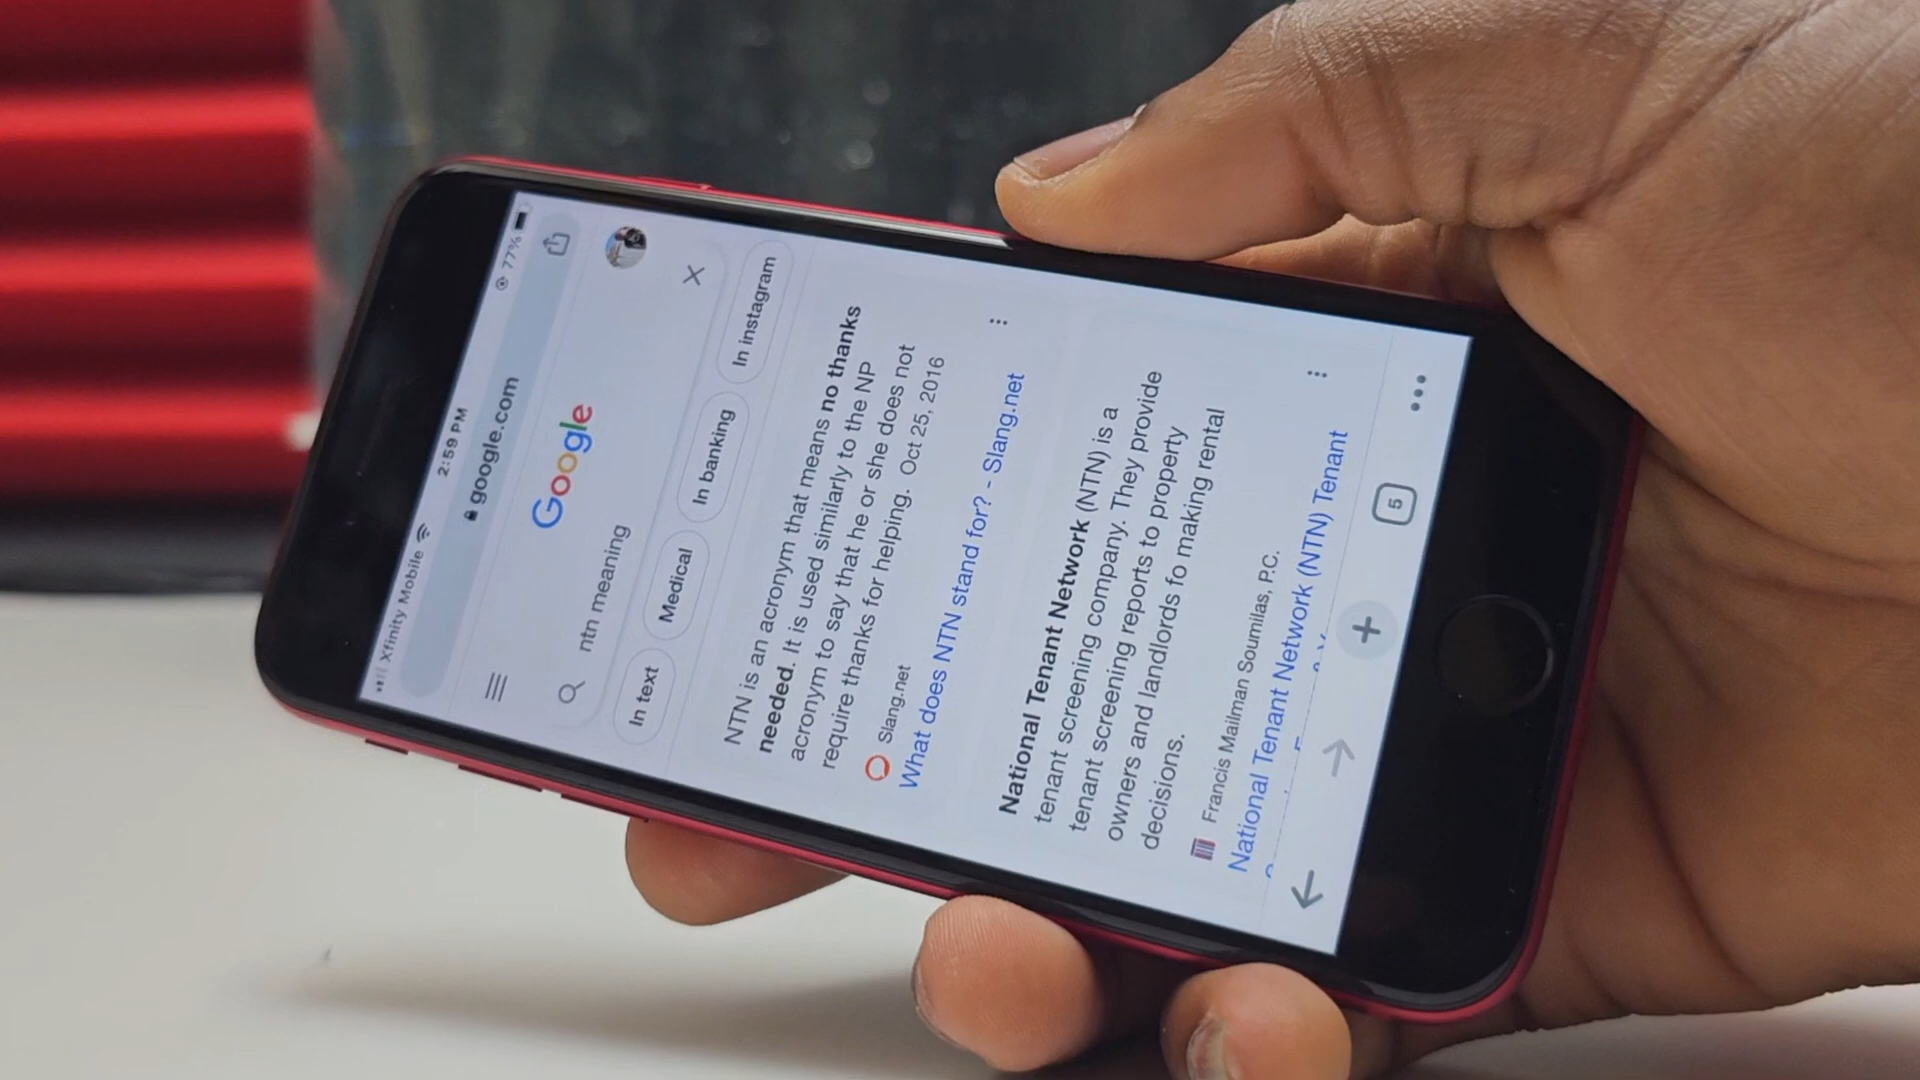 Xfinity Mobile 2:59 PM 77%
google.com
Google
ntn meaning
In text Medical In banking In instagram
NTN is an acronym that means no thanks
needed. It is used similarly to the NP
acronym to say that he or she does not
require thanks for helping. Oct 25, 2016
Slang.net
What does NTN stand for? - Slang.net
National Tenant Network (NTN) is a
tenant screening company. They provide
tenant screening reports to property
owners and landlords fo making rental
decisions.
Francis Mailman Soumilas, P.C.
National Tenant Network (NTN) Tenant
5